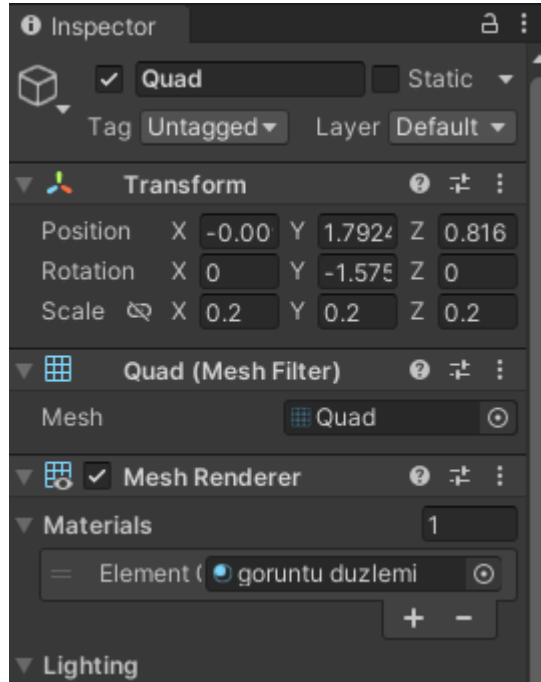 Inspector
Quad Static
Tag Untagged Layer Default
Transform
Position X -0.00 Y 1.792 Z 0.816
Rotation X 0 Y -1.575 Z 0
Scale X 0.2 Y 0.2 Z 0.2
Quad (Mesh Filter)
Mesh Quad
Mesh Renderer
Materials 1
Element goruntu duzlemi
Lighting